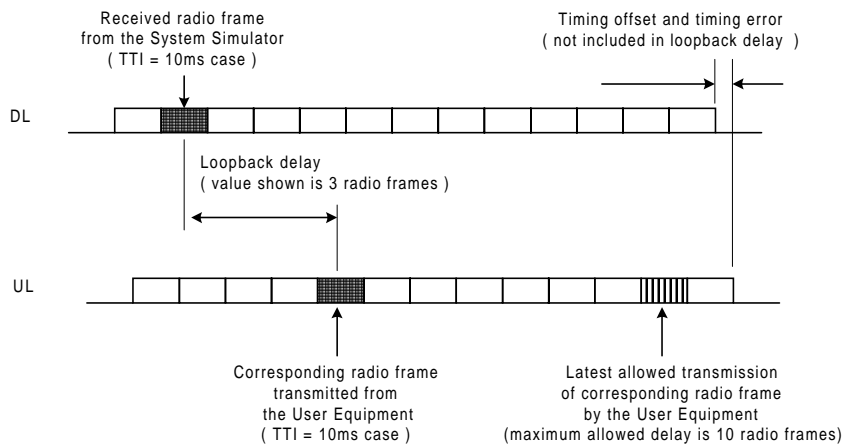 Received radio frame
from the System Simulator
( TTI = 10ms case )
Timing offset and timing error
( not included in loopback delay )
DL
Loopback delay
( value shown is 3 radio frames )
UL
Corresponding radio frame
transmitted from
the User Equipment
( TTI = 10ms case )
Latest allowed transmission
of corresponding radio frame
by the User Equipment
(maximum allowed delay is 10 radio frames)